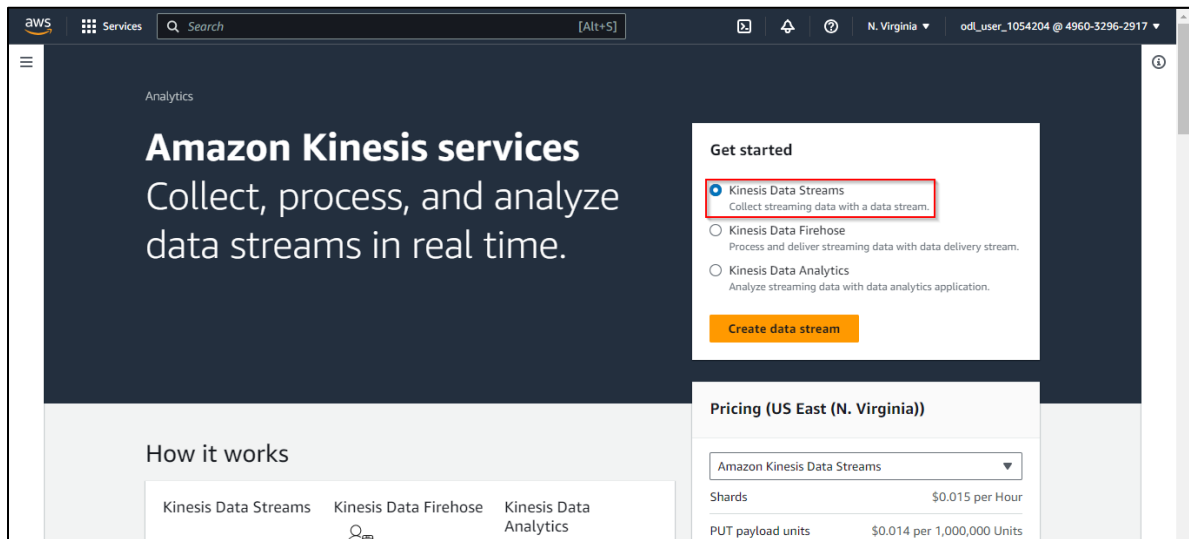 aws
Services
Search
[Alt+S]
N. Virginia
odl_user_1054204 @ 4960-3296-2917
Analytics
Amazon Kinesis services
Collect, process, and analyze
data streams in real time.
Get started
Kinesis Data Streams
Collect streaming data with a data stream.
Kinesis Data Firehose
Process and deliver streaming data with data delivery stream.
Kinesis Data Analytics
Analyze streaming data with data analytics application.
Create data stream
Pricing (US East (N. Virginia))
Amazon Kinesis Data Streams
Shards
$0.015 per Hour
PUT payload units
$0.014 per 1,000,000 Units
How it works
Kinesis Data Streams
Kinesis Data Firehose
Kinesis Data
Analytics